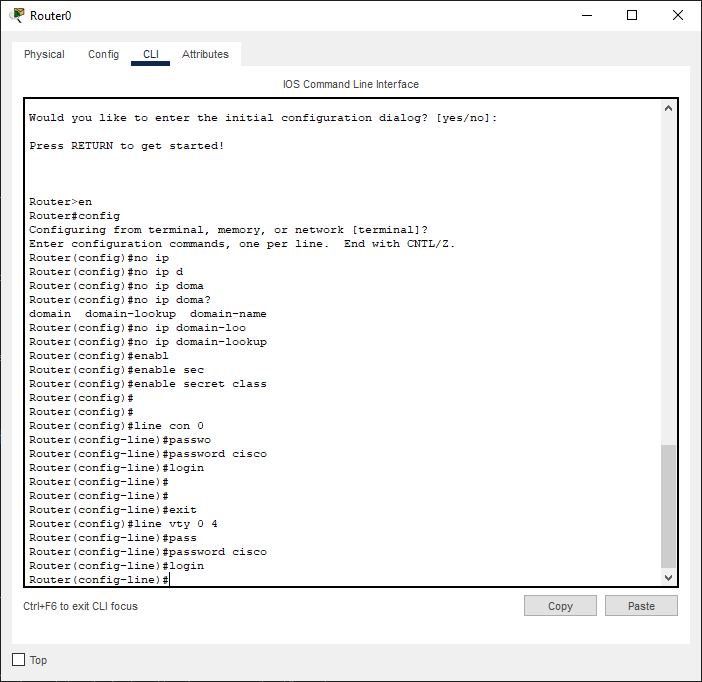 Router0
Physical Config CLI Attributes
IOS Command Line Interface
Would you like to enter the initial configuration dialog? [yes/no]:
Press RETURN to get started!
Router>en
Router#config
Configuring from terminal, memory, or network [terminal]?
Enter configuration commands, one per line.  End with CNTL/Z.
Router(config)#no ip
Router(config)#no ip d
Router(config)#no ip doma
Router(config)#no ip doma?
domain  domain-lookup  domain-name
Router(config)#no ip domain-loo
Router(config)#no ip domain-lookup
Router(config)#enabl
Router(config)#enable sec
Router(config)#enable secret class
Router(config)#
Router(config)#
Router(config)#line con 0
Router(config-line)#passwo
Router(config-line)#password cisco
Router(config-line)#login
Router(config-line)#
Router(config-line)#
Router(config-line)#exit
Router(config)#line vty 0 4
Router(config-line)#pass
Router(config-line)#password cisco
Router(config-line)#login
Router(config-line)#
Ctrl+F6 to exit CLI focus
Copy
Paste
Top